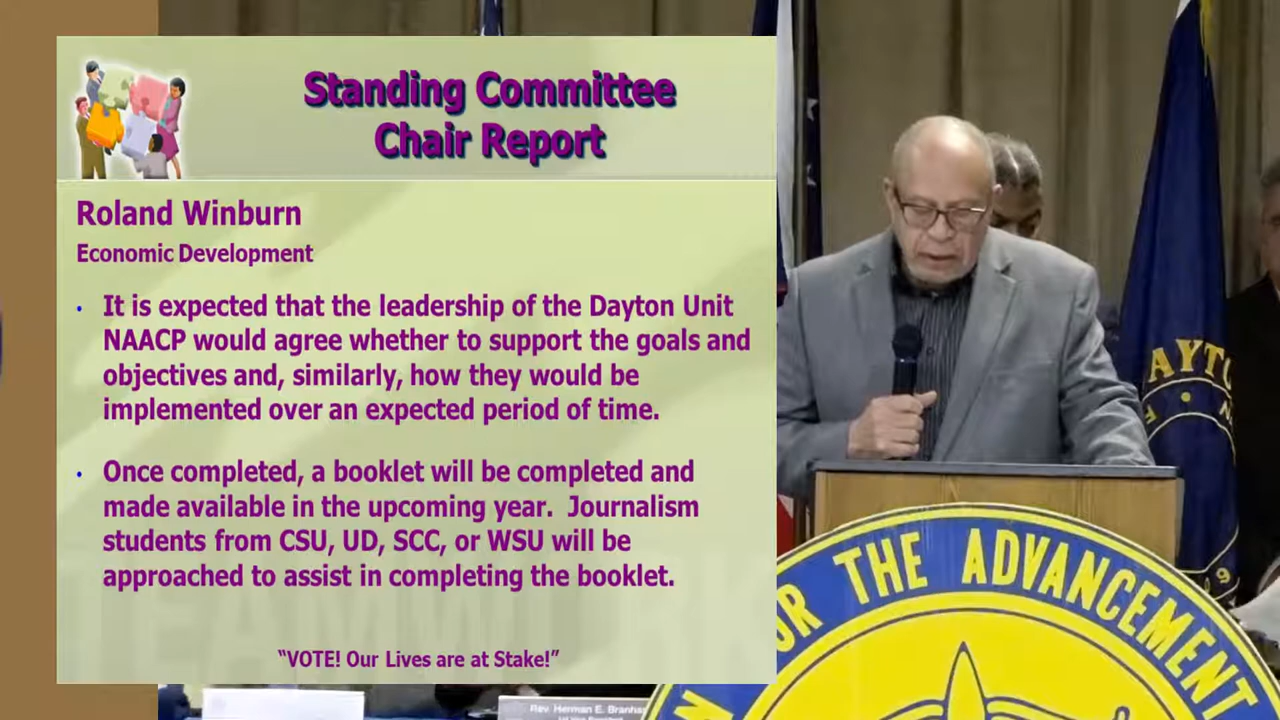 Standing Committee
Chair Report
Roland Winburn
Economic Development
• It is expected that the leadership of the Dayton Unit
NAACP would agree whether to support the goals and
objectives and, similarly, how they would be
implemented over an expected period of time.
• Once completed, a booklet will be completed and
made available in the upcoming year. Journalism
students from CSU, UD, SCC, or WSU will be
approached to assist in completing the booklet.
"VOTE! Our Lives are at Stake!"
THE ADVANCEMENT
Rev. Herman E. Branham